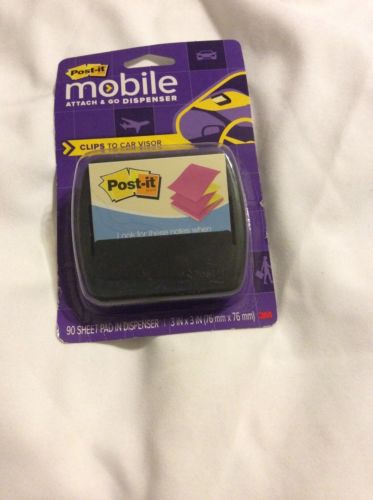 Post-it
mobile
ATTACH & GO DISPENSER
CLIPS TO CAR VISOR
Post-it
Look for these notes when
90 SHEET PAD IN DISPENSER 3 IN x 3 IN (76 mm x 76 mm) 3M